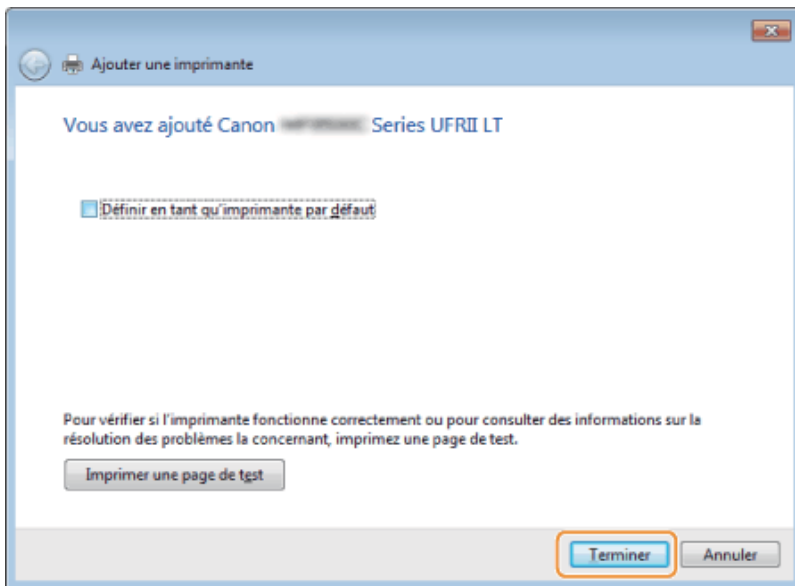 Ajouter une imprimante
Vous avez ajouté Canon Series UFRII LT
Définir en tant qu'imprimante par défaut
Pour vérifier si l'imprimante fonctionne correctement ou pour consulter des informations sur la
résolution des problèmes la concernant, imprimez une page de test.
Imprimer une page de test
Terminer Annuler